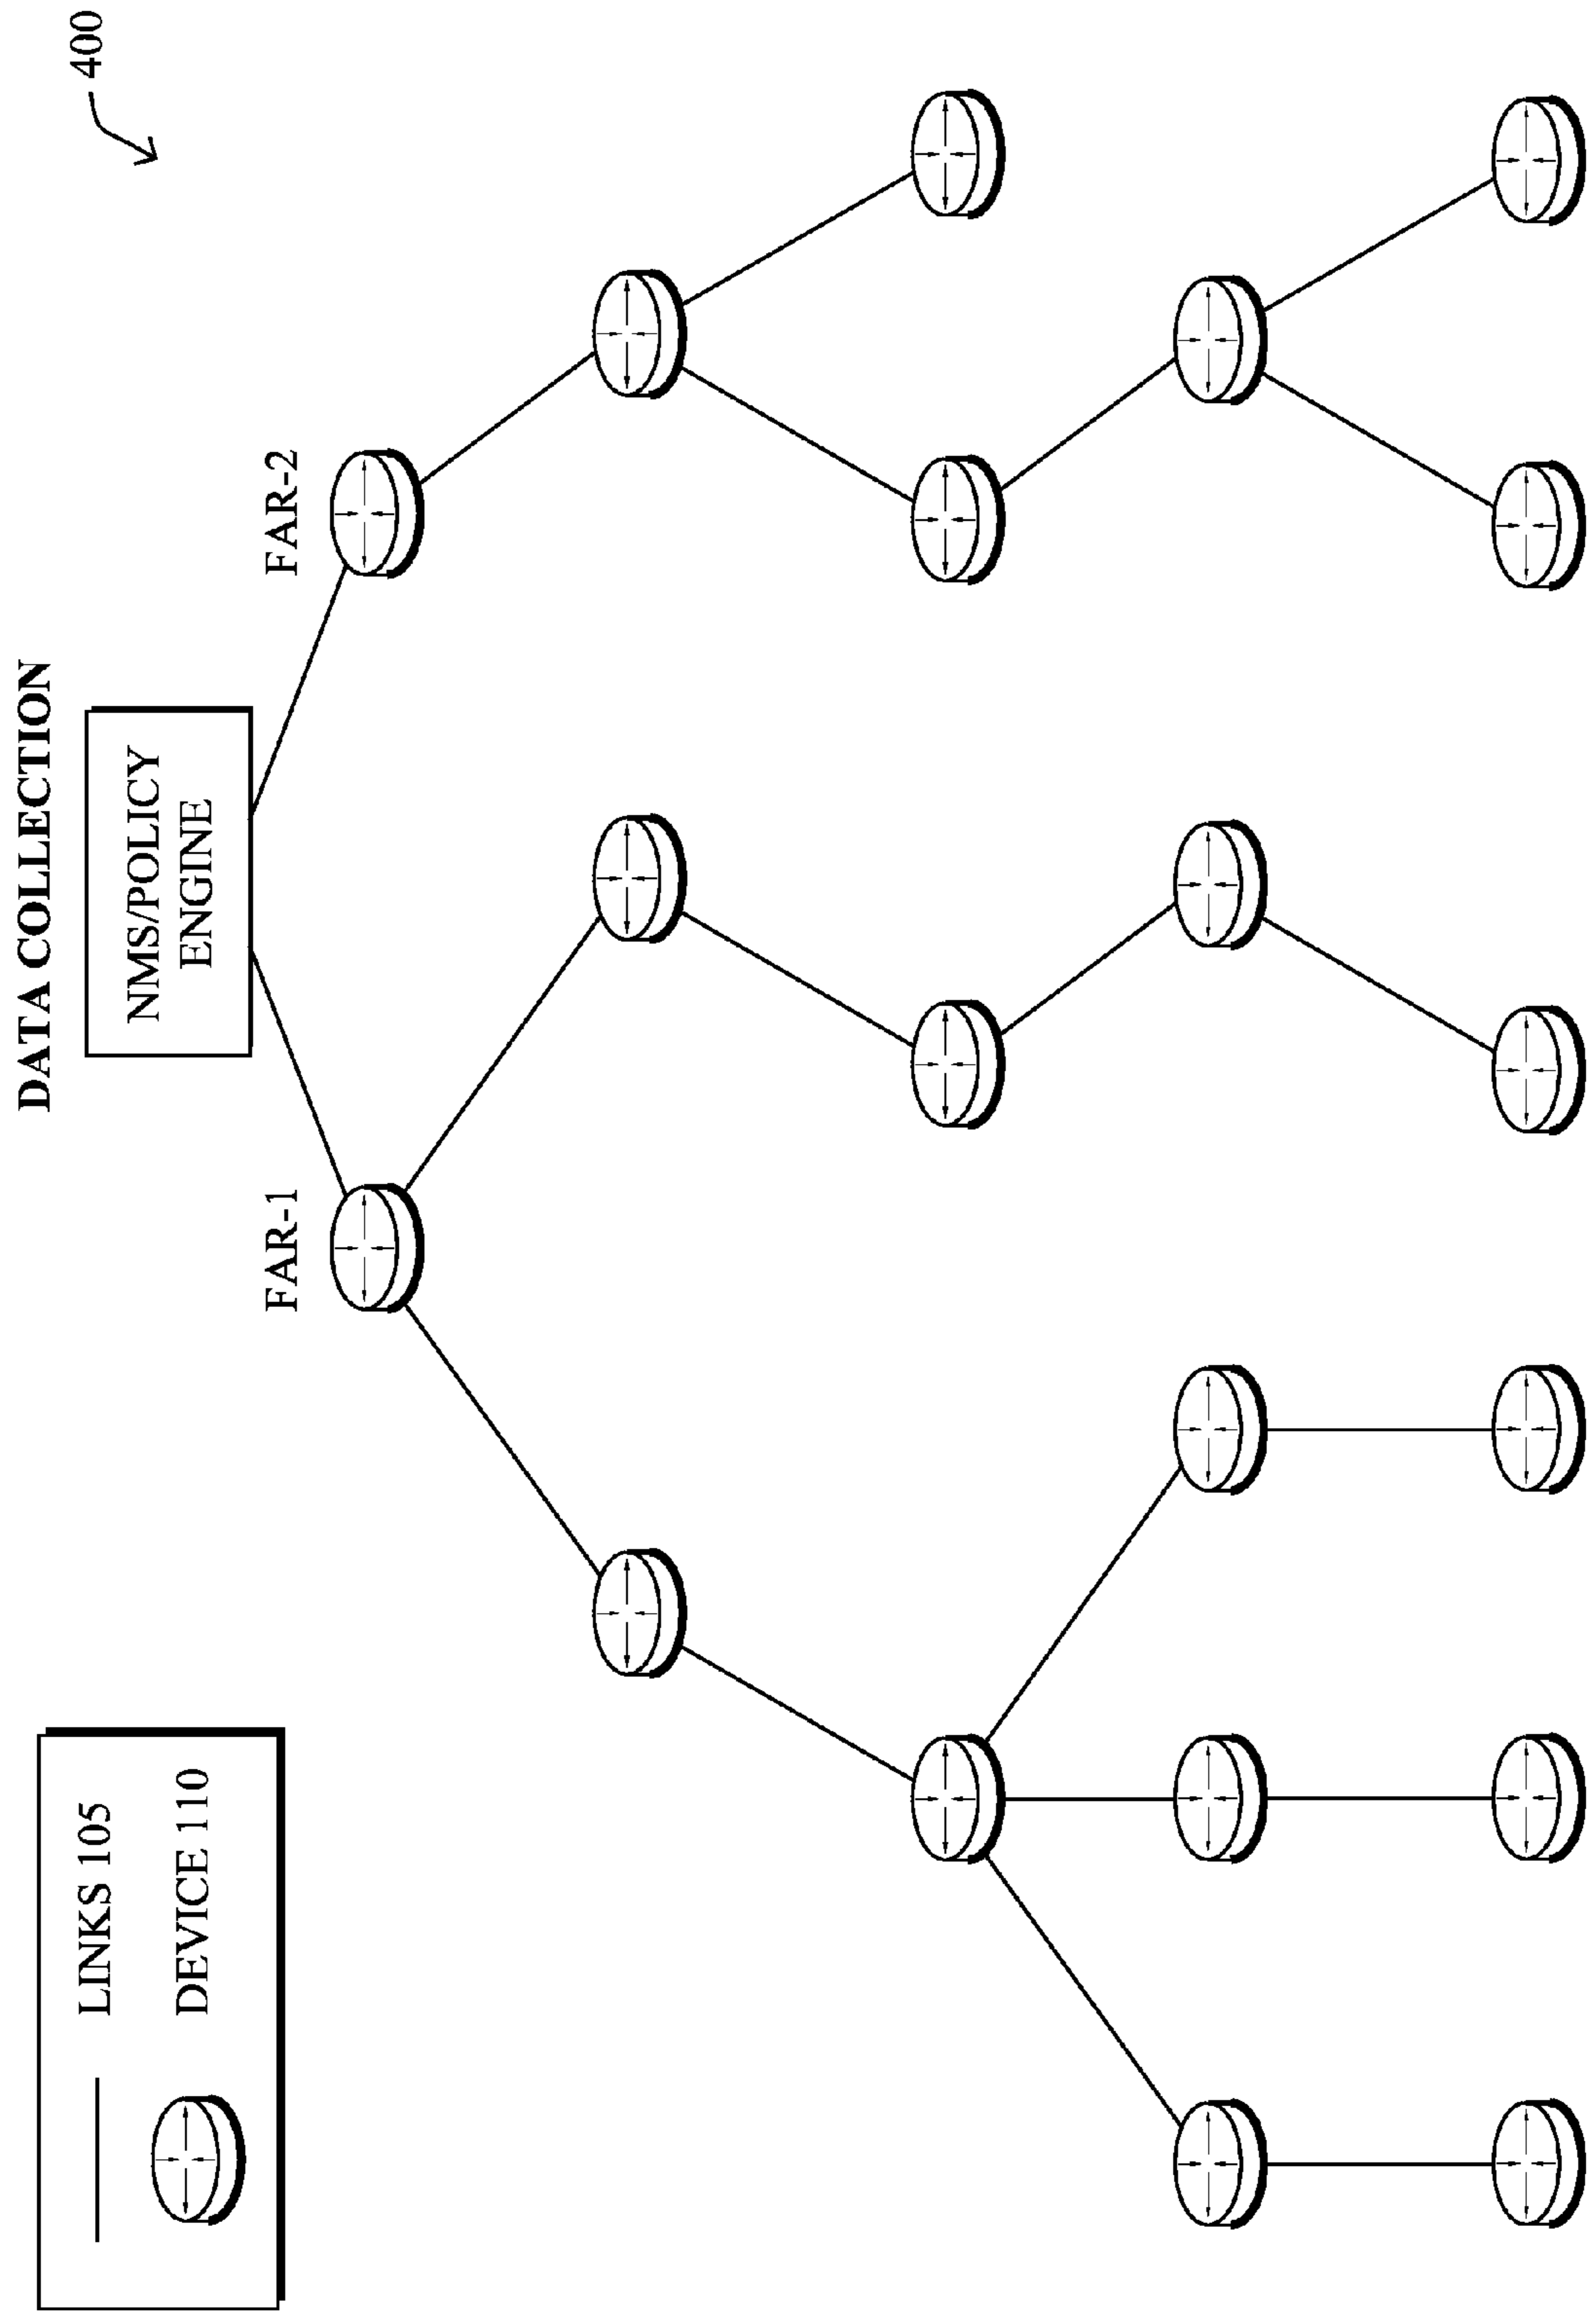 DATA COLLECTION
400
LINKS 105
DEVICE 110
NMS/POLICY
ENGINE
FAR-1
FAR-2